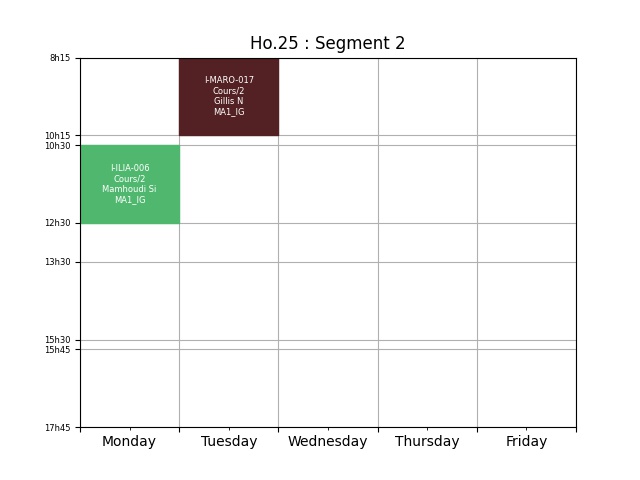 Ho.25 : Segment 2
8h15
I-MARO-017
Cours/2
Gillis N
MA1_IG
10h15
10h30
I-ILIA-006
Cours/2
Mamhoudi Si
MA1_IG
12h30
13h30
15h30
15h45
17h45
Monday Tuesday Wednesday Thursday Friday